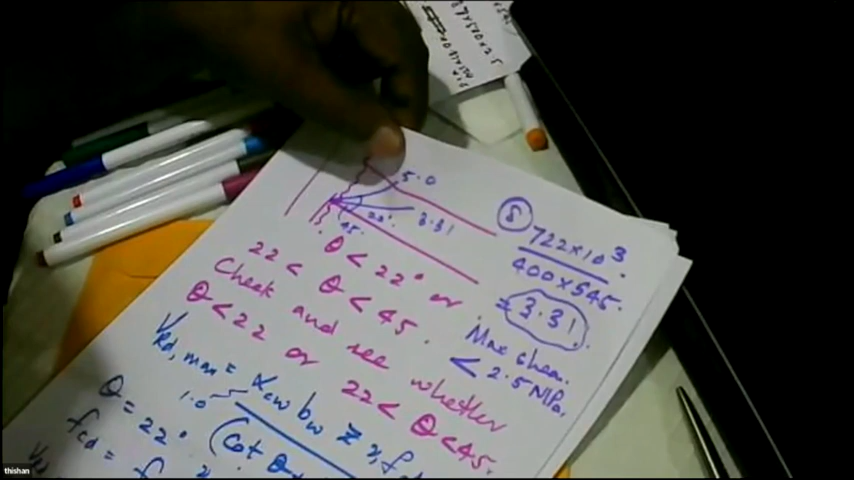 5.0
3.31
22°
45°
⑤
722×10³
400×545
=3.31
Max shea.
< 2.5 MPa.
θ < 22° or
22 < θ < 45.
Check and see whether
θ < 22 or 22 < θ < 45.
VRd,max = αcw bw z ν1 fcd
1.0
(Cot θ +
θ = 22°
fcd =
thishan